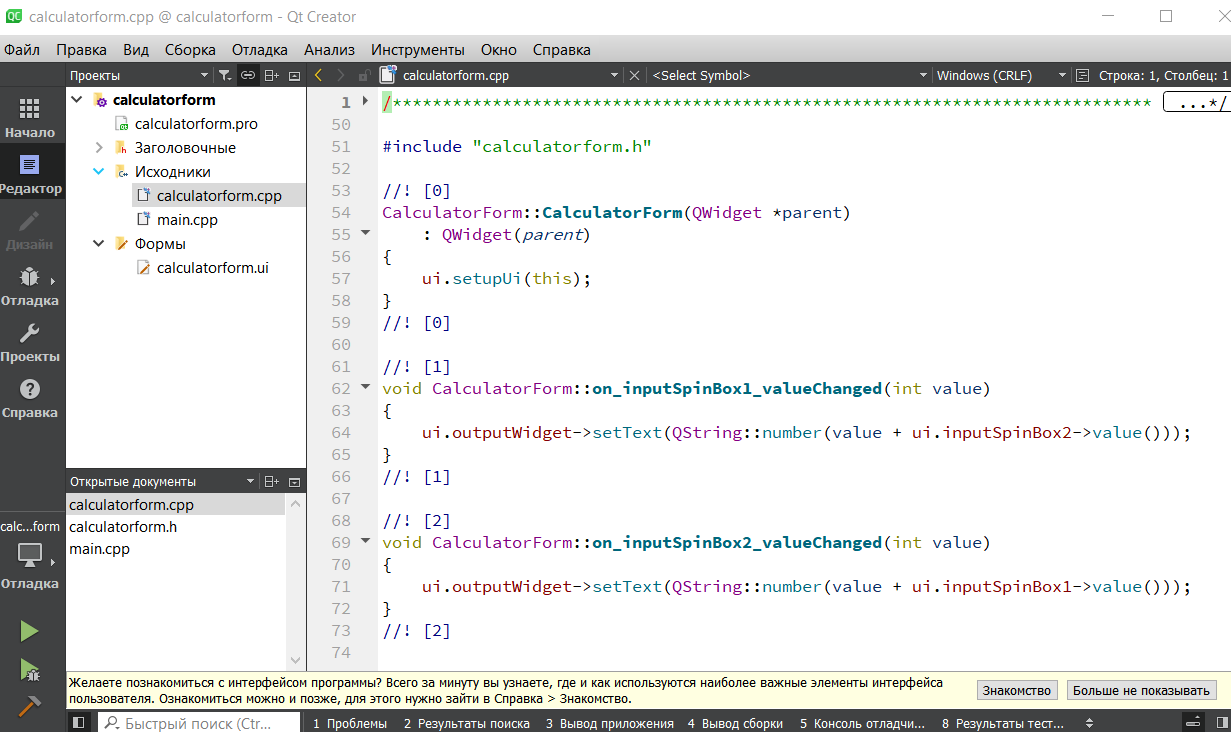 QC calculatorform.cpp @ calculatorform - Qt Creator
Файл Правка Вид Сборка Отладка Анализ Инструменты Окно Справка
Проекты
calculatorform.cpp
<Select Symbol>
Windows (CRLF)
Строка: 1, Столбец: 1
Начало
Редактор
Дизайн
Отладка
Проекты
Справка
calc...form
Отладка
calculatorform
calculatorform.pro
Заголовочные
Исходники
calculatorform.cpp
main.cpp
Формы
calculatorform.ui
Открытые документы
calculatorform.cpp
calculatorform.h
main.cpp
1 /**************************************************************************** ...*/
50
51 #include "calculatorform.h"
52
53 //! [0]
54 CalculatorForm::CalculatorForm(QWidget *parent)
55     : QWidget(parent)
56 {
57     ui.setupUi(this);
58 }
59 //! [0]
60
61 //! [1]
62 void CalculatorForm::on_inputSpinBox1_valueChanged(int value)
63 {
64     ui.outputWidget->setText(QString::number(value + ui.inputSpinBox2->value()));
65 }
66 //! [1]
67
68 //! [2]
69 void CalculatorForm::on_inputSpinBox2_valueChanged(int value)
70 {
71     ui.outputWidget->setText(QString::number(value + ui.inputSpinBox1->value()));
72 }
73 //! [2]
74
Желаете познакомиться с интерфейсом программы? Всего за минуту вы узнаете, где и как используются наиболее важные элементы интерфейса
пользователя. Ознакомиться можно и позже, для этого нужно зайти в Справка > Знакомство.
Знакомство
Больше не показывать
Быстрый поиск (Ctr...
1 Проблемы 2 Результаты поиска 3 Вывод приложения 4 Вывод сборки 5 Консоль отладчи... 8 Результаты тест...